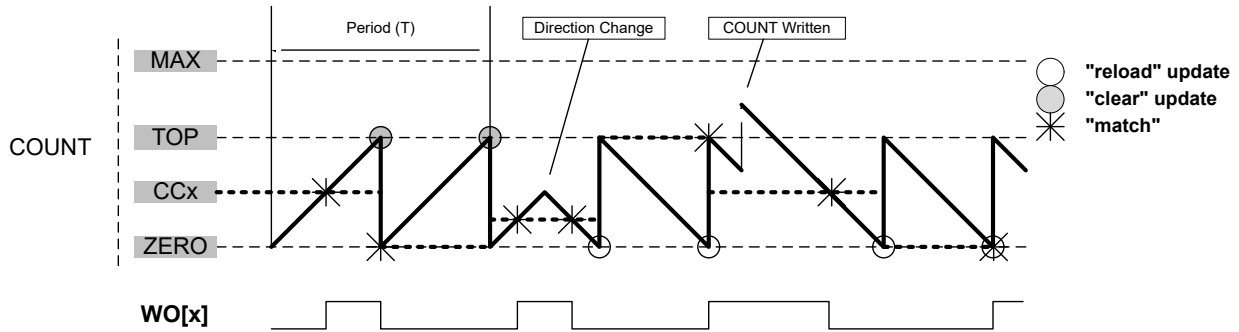 Period (T)
Direction Change
COUNT Written
MAX
"reload" update
"clear" update
"match"
TOP
COUNT
CCx
ZERO
WO[x]